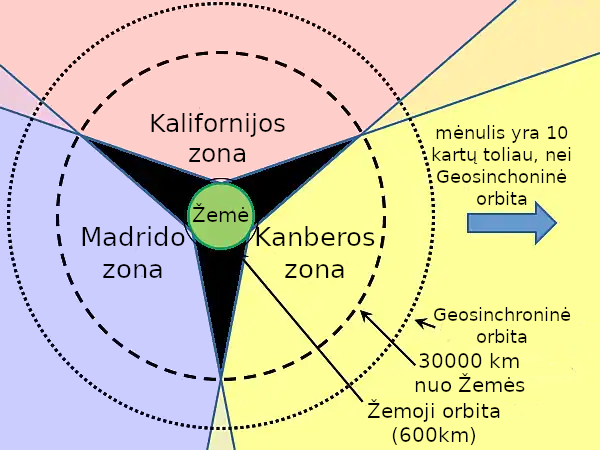 Kalifornijos
zona
mėnulis yra 10
kartų toliau, nei
Geosinchoninė
orbita
Žemė
Madrido
zona
Kanberos
zona
Geosinchroninė
orbita
30000 km
nuo Žemės
Žemoji orbita
(600km)